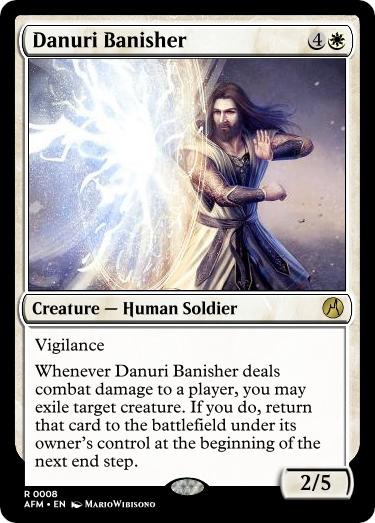 Danuri Banisher 4
Creature — Human Soldier
Vigilance
Whenever Danuri Banisher deals
combat damage to a player, you may
exile target creature. If you do, return
that card to the battlefield under its
owner's control at the beginning of the
next end step.
2/5
R 0008
AFM • EN MarioWibisono